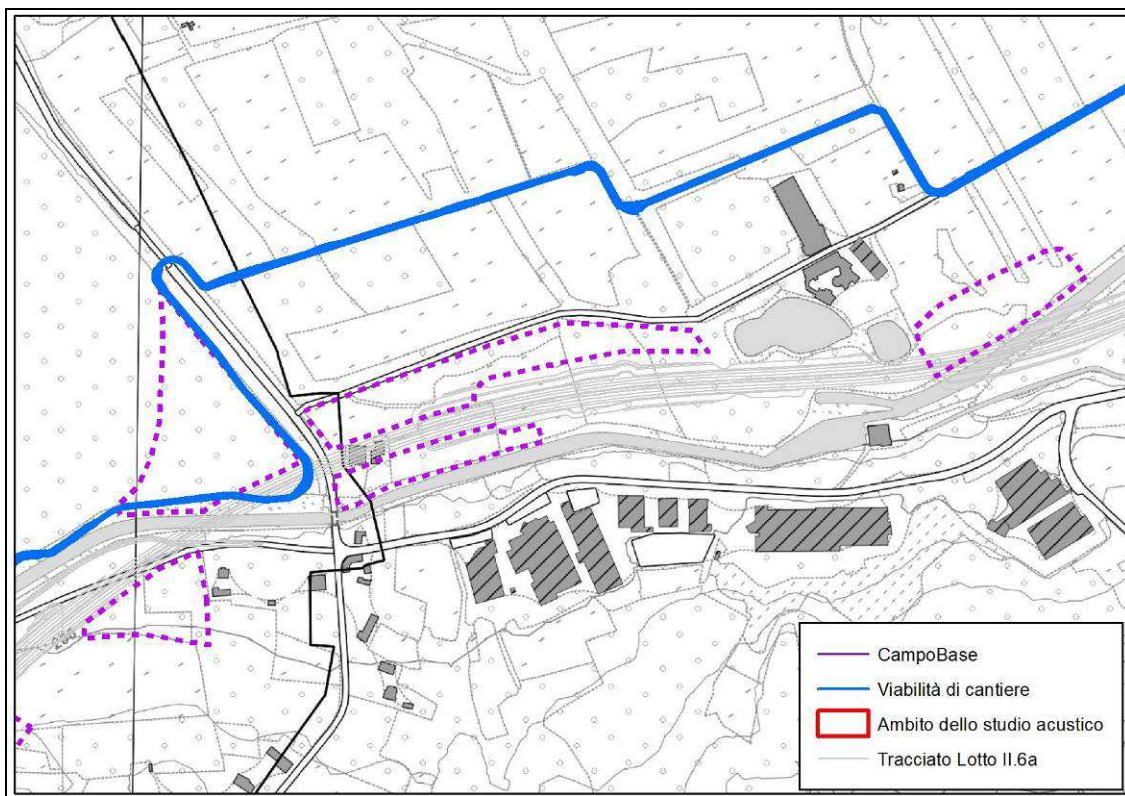 CampoBase
Viabilità di cantiere
Ambito dello studio acustico
Tracciato Lotto II.6a